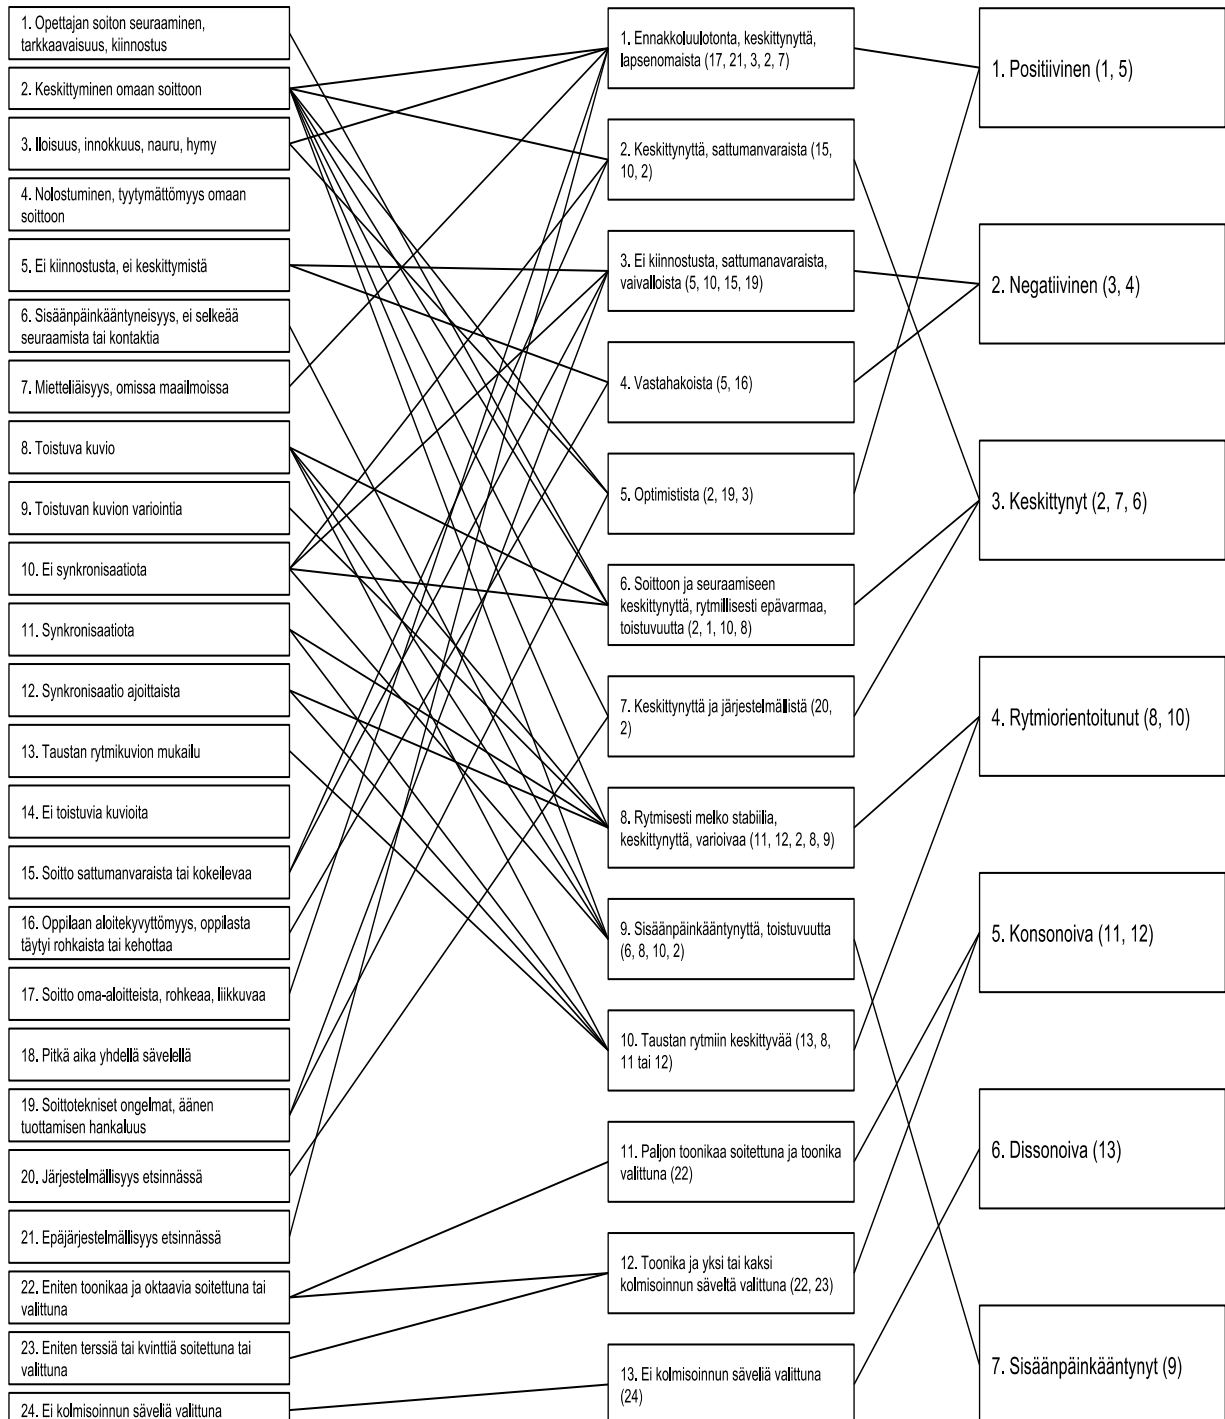 1. Opettajan soiton seuraaminen,
tarkkaavaisuus, kiinnostus
2. Keskittyminen omaan soittoon
3. Iloisuus, innokkuus, nauru, hymy
4. Nolostuminen, tyytymättömyys omaan
soittoon
5. Ei kiinnostusta, ei keskittymistä
6. Sisäänpäinkääntyneisyys, ei selkeää
seuraamista tai kontaktia
7. Mietteliäisyys, omissa maailmoissa
8. Toistuva kuvio
9. Toistuvan kuvion variointia
10. Ei synkronisaatiota
11. Synkronisaatiota
12. Synkronisaatio ajoittaista
13. Taustan rytmikuvion mukailu
14. Ei toistuvia kuvioita
15. Soitto sattumanvaraista tai kokeilevaa
16. Oppilaan aloitekyvyttömyys, oppilasta
täytyi rohkaista tai kehottaa
17. Soitto oma-aloitteista, rohkeaa, liikkuvaa
18. Pitkä aika yhdellä sävelellä
19. Soittotekniset ongelmat, äänen
tuottamisen hankaluus
20. Järjestelmällisyys etsinnässä
21. Epäjärjestelmällisyys etsinnässä
22. Eniten toonikaa ja oktaavia soitettuna tai
valittuna
23. Eniten terssiä tai kvinttiä soitettuna tai
valittuna
24. Ei kolmisoinnun säveliä valittuna
1. Ennakkoluulotonta, keskittynyttä,
lapsenomaista (17, 21, 3, 2, 7)
2. Keskittynyttä, sattumanvaraista (15,
10, 2)
3. Ei kiinnostusta, sattumanavaraista,
vaivalloista (5, 10, 15, 19)
4. Vastahakoista (5, 16)
5. Optimistista (2, 19, 3)
6. Soittoon ja seuraamiseen
keskittynyttä, rytmillisesti epävarmaa,
toistuvuutta (2, 1, 10, 8)
7. Keskittynyttä ja järjestelmällistä (20,
2)
8. Rytmisesti melko stabiilia,
keskittynyttä, varioivaa (11, 12, 2, 8, 9)
9. Sisäänpäinkääntynyttä, toistuvuutta
(6, 8, 10, 2)
10. Taustan rytmiin keskittyvää (13, 8,
11 tai 12)
11. Paljon toonikaa soitettuna ja toonika
valittuna (22)
12. Toonika ja yksi tai kaksi
kolmisoinnun säveltä valittuna (22, 23)
13. Ei kolmisoinnun säveliä valittuna
(24)
1. Positiivinen (1, 5)
2. Negatiivinen (3, 4)
3. Keskittynyt (2, 7, 6)
4. Rytmiorientoitunut (8, 10)
5. Konsonoiva (11, 12)
6. Dissonoiva (13)
7. Sisäänpäinkääntynyt (9)